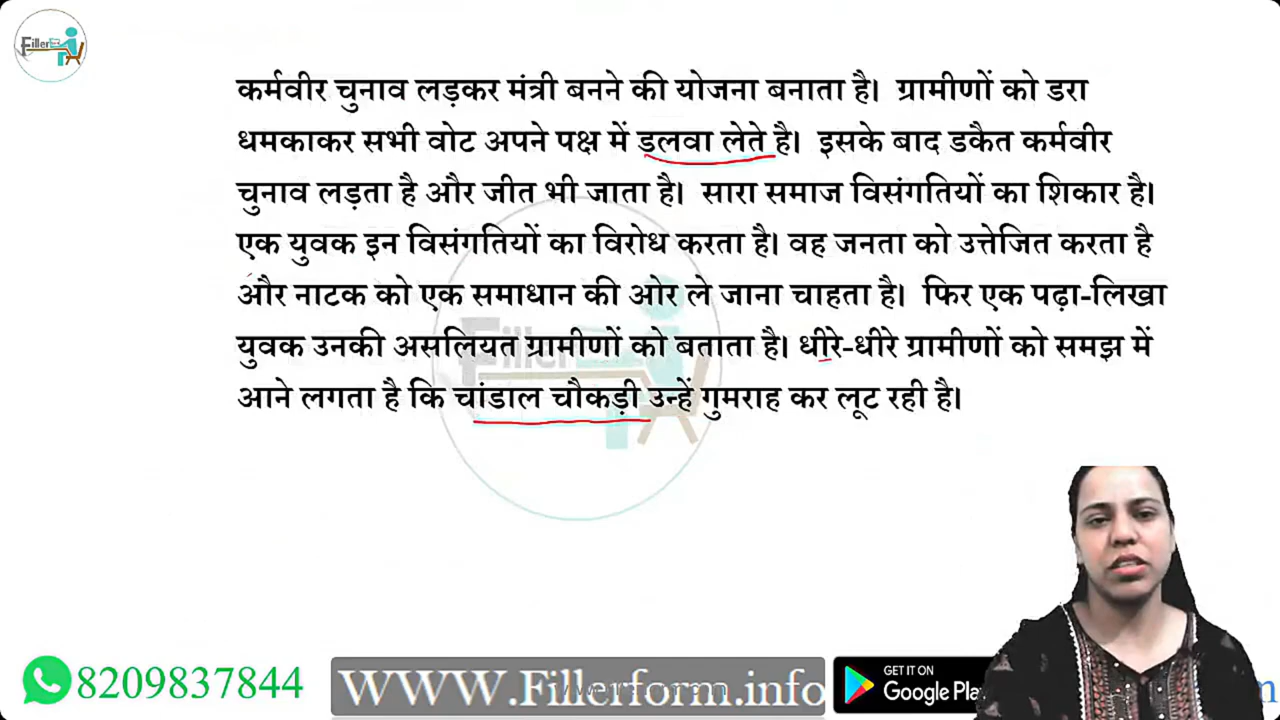 Filler
कर्मवीर चुनाव लड़कर मंत्री बनने की योजना बनाता है। ग्रामीणों को डरा
धमकाकर सभी वोट अपने पक्ष में डलवा लेते है। इसके बाद डकैत कर्मवीर
चुनाव लड़ता है और जीत भी जाता है। सारा समाज विसंगतियों का शिकार है।
एक युवक इन विसंगतियों का विरोध करता है। वह जनता को उत्तेजित करता है
और नाटक को एक समाधान की ओर ले जाना चाहता है। फिर एक पढ़ा-लिखा
युवक उनकी असलियत ग्रामीणों को बताता है। धीरे-धीरे ग्रामीणों को समझ में
आने लगता है कि चांडाल चौकड़ी उन्हें गुमराह कर लूट रही है।
8209837844
WWW.Fillerform.info
GET IT ON
Google Pla